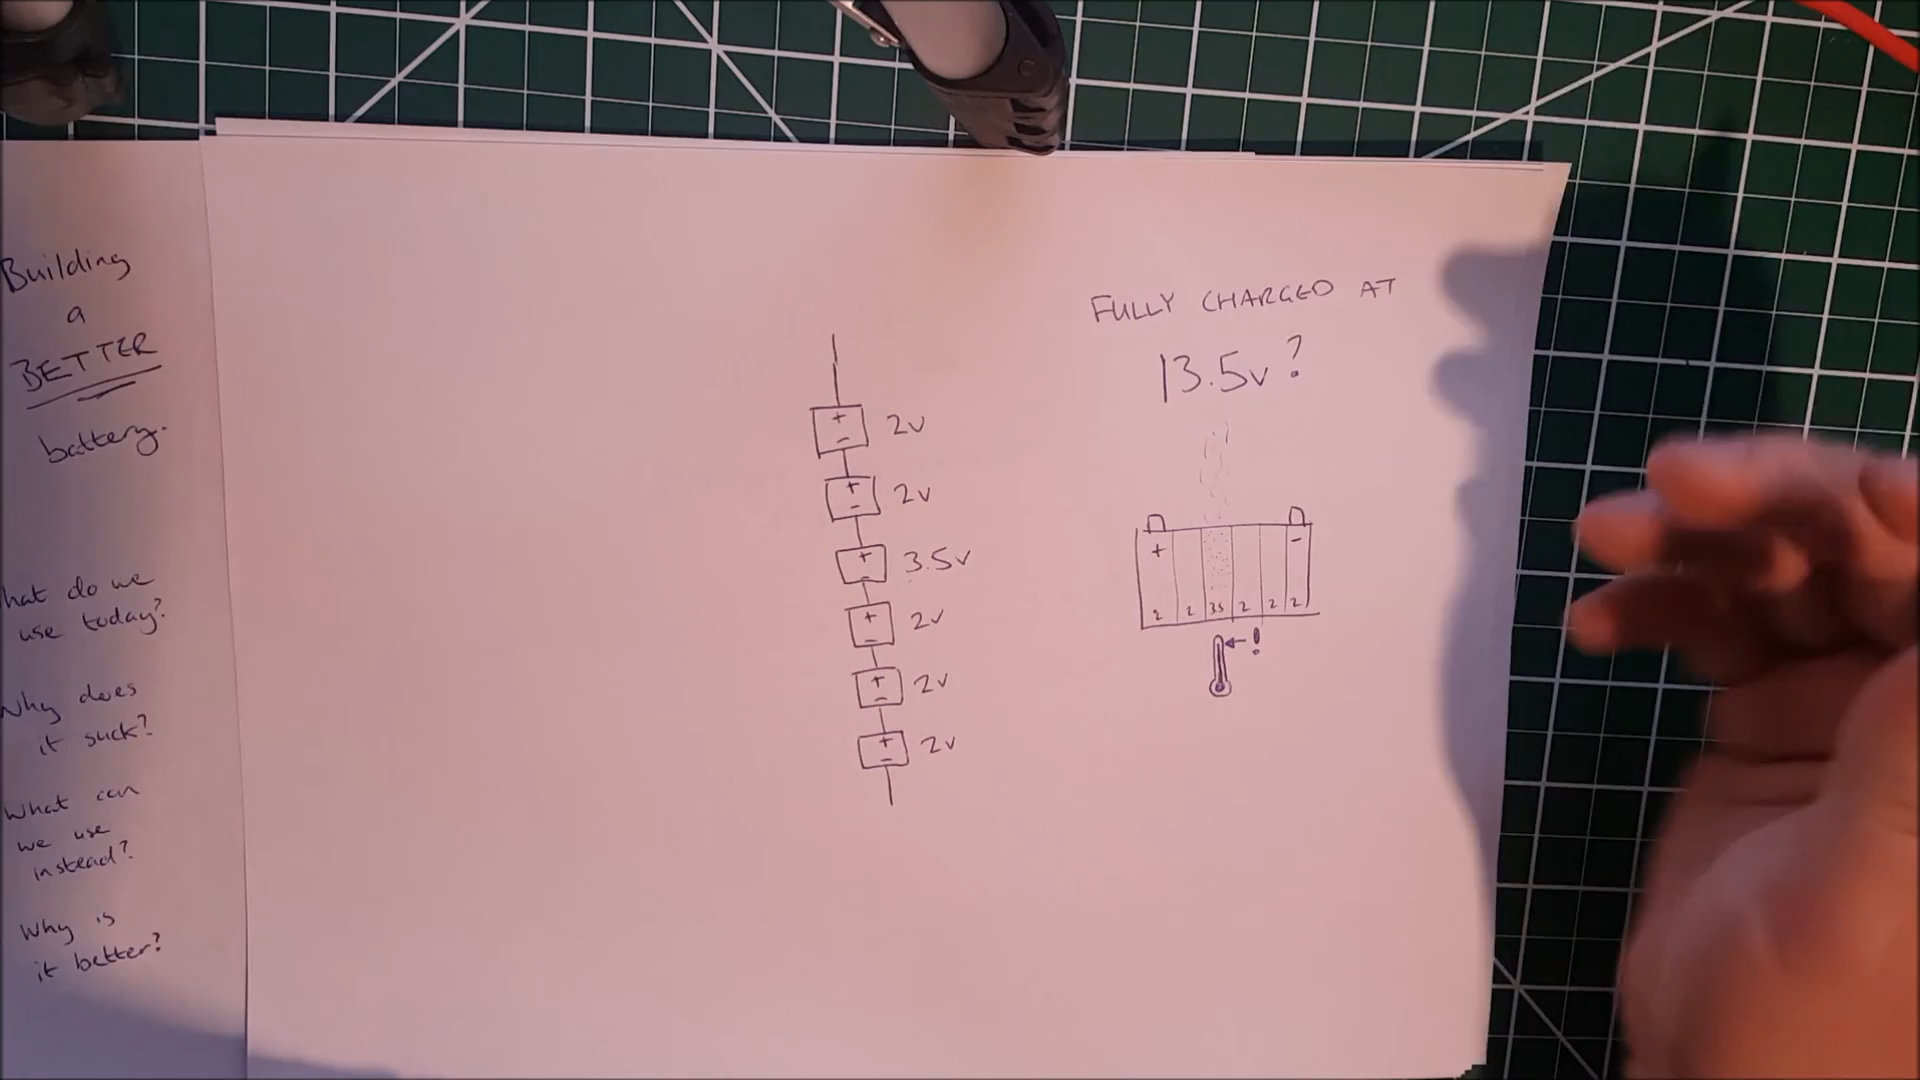 Building
a
BETTER
battery.
hat do we
use today?
Why does
it suck?
What can
we use
instead?
Why is
it better?
+
-
2v
+
-
2v
+
-
3.5v
+
-
2v
+
-
2v
+
-
2v
FULLY CHARGED AT
13.5v?
+ -
2 2 3.5 2 2 2
!